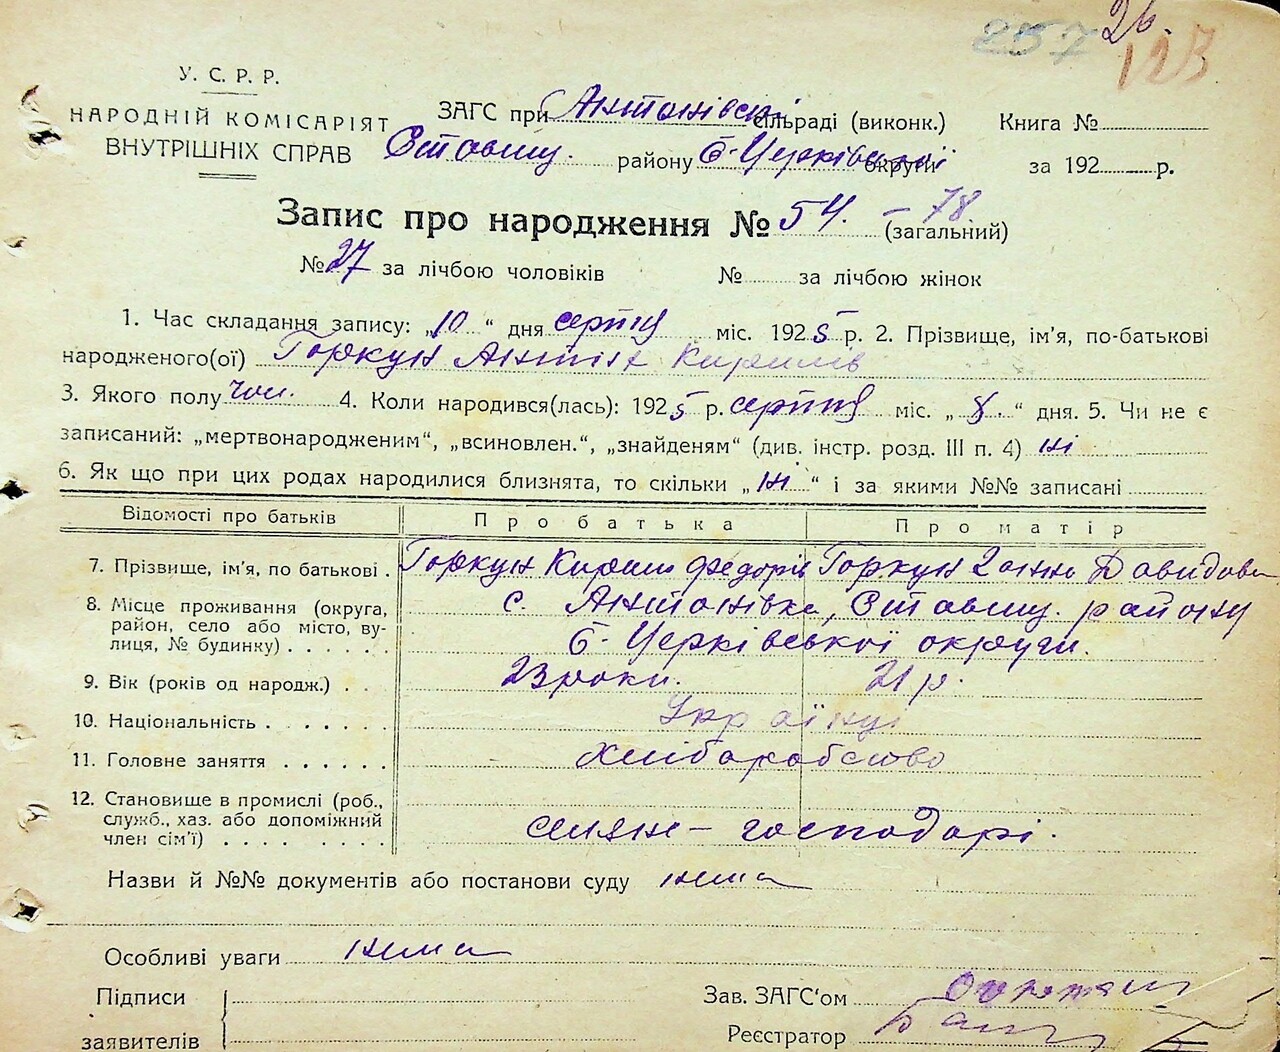 257 26. 123
У. С. Р. Р.
НАРОДНІЙ КОМІСАРІЯТ
ВНУТРІШНІХ СПРАВ
ЗАГС при Антонівські сільраді (виконк.) Книга №
Ставищ. району Б-Церківської округи за 192 р.
Запис про народження № 54. – 78 (загальний)
№ 27 за лічбою чоловіків № за лічбою жінок
1. Час складання запису: „10“ дня серпня міс. 1925 р. 2. Прізвище, ім'я, по-батькові
народженого(ої) Горкун Антін Кирилів
3. Якого полу чол. 4. Коли народився(лась): 1925 р. серпня міс. „8.“ дня. 5. Чи не є
записаний: „мертвонародженим“, „всиновлен.“, „знайденям“ (див. інстр. розд. III п. 4) ні
6. Як що при цих родах народилися близнята, то скільки „ні“ і за якими №№ записані
Відомості про батьків Про батька Про матір
7. Прізвище, ім'я, по батькові . Горкун Кирило Федорів Горкун Ганна Давидова
8. Місце проживання (округа, с. Антонівка, Ставищ. району
район, село або місто, ву-
лиця, № будинку) . . . . . Б-Церківської округи.
9. Вік (років од народж.) . . 23 роки. 21 р.
10. Національність . . . . . . Українці
11. Головне заняття . . . . . . Хліборобство
12. Становище в промислі (роб.,
служб., хаз. або допоміжний селяне – господарі.
член сім'ї) . . . . . . . .
Назви й №№ документів або постанови суду нема
Особливі уваги нема
Підписи Зав. ЗАГС'ом
заявителів Реєстратор